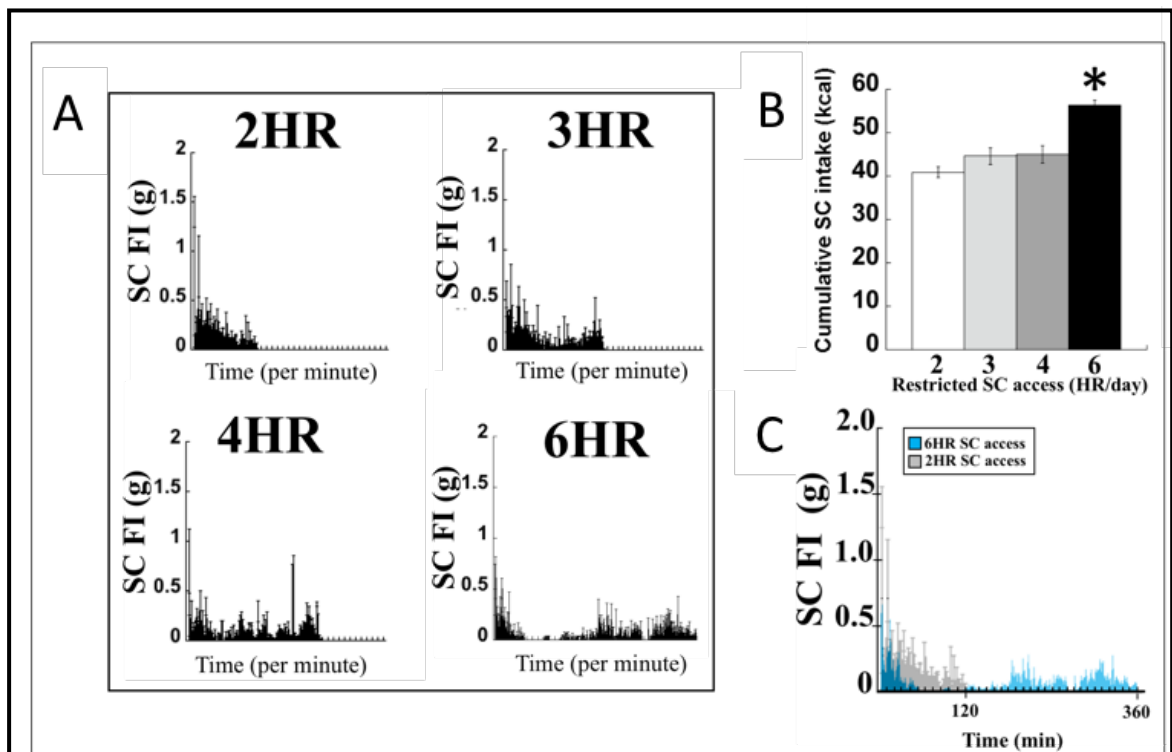 A
2HR
2
1.5
1
0.5
0
SC FI (g)
Time (per minute)
3HR
2
1.5
1
0.5
0
SC FI (g)
Time (per minute)
4HR
2
1.5
1
0.5
0
SC FI (g)
Time (per minute)
6HR
2
1.5
1
0.5
0
SC FI (g)
Time (per minute)
B
*
Cumulative SC intake (kcal)
60
50
40
30
20
10
0
2 3 4 6
Restricted SC access (HR/day)
C
6HR SC access
2HR SC access
SC FI (g)
2.0
1.5
1.0
0.5
0
120 360
Time (min)